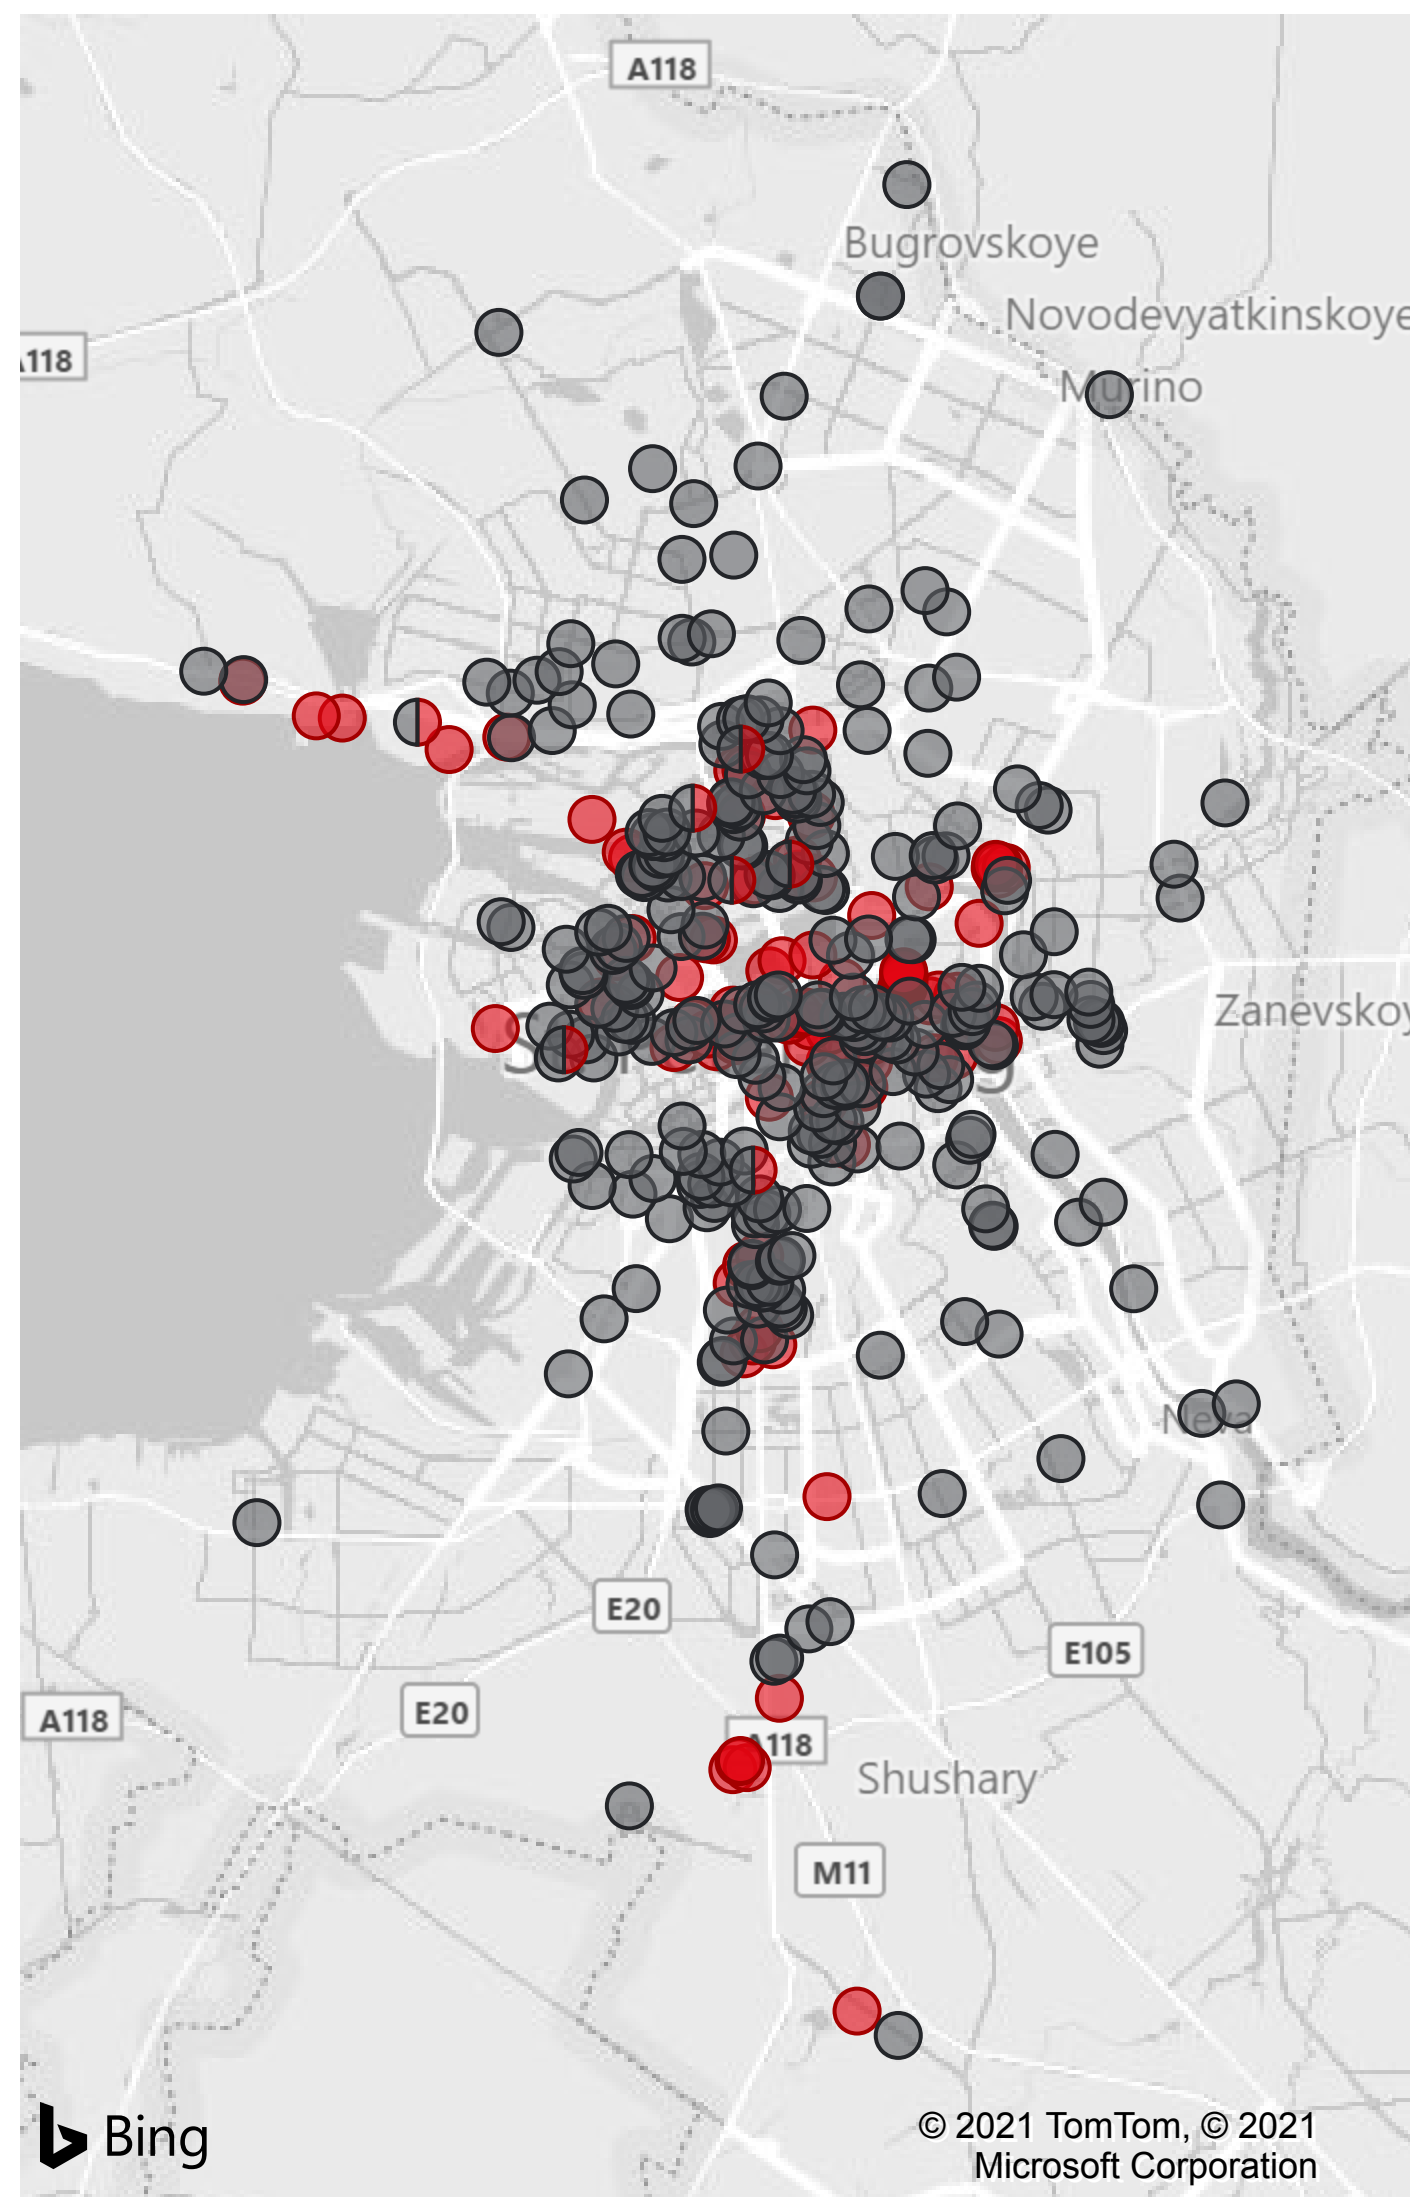 A118
Bugrovskoye
Novodevyatkinskoye
A118
Murino
Zanevskoy
Neva
E20
E105
A118
E20
A118
Shushary
M11
Bing
© 2021 TomTom, © 2021
Microsoft Corporation